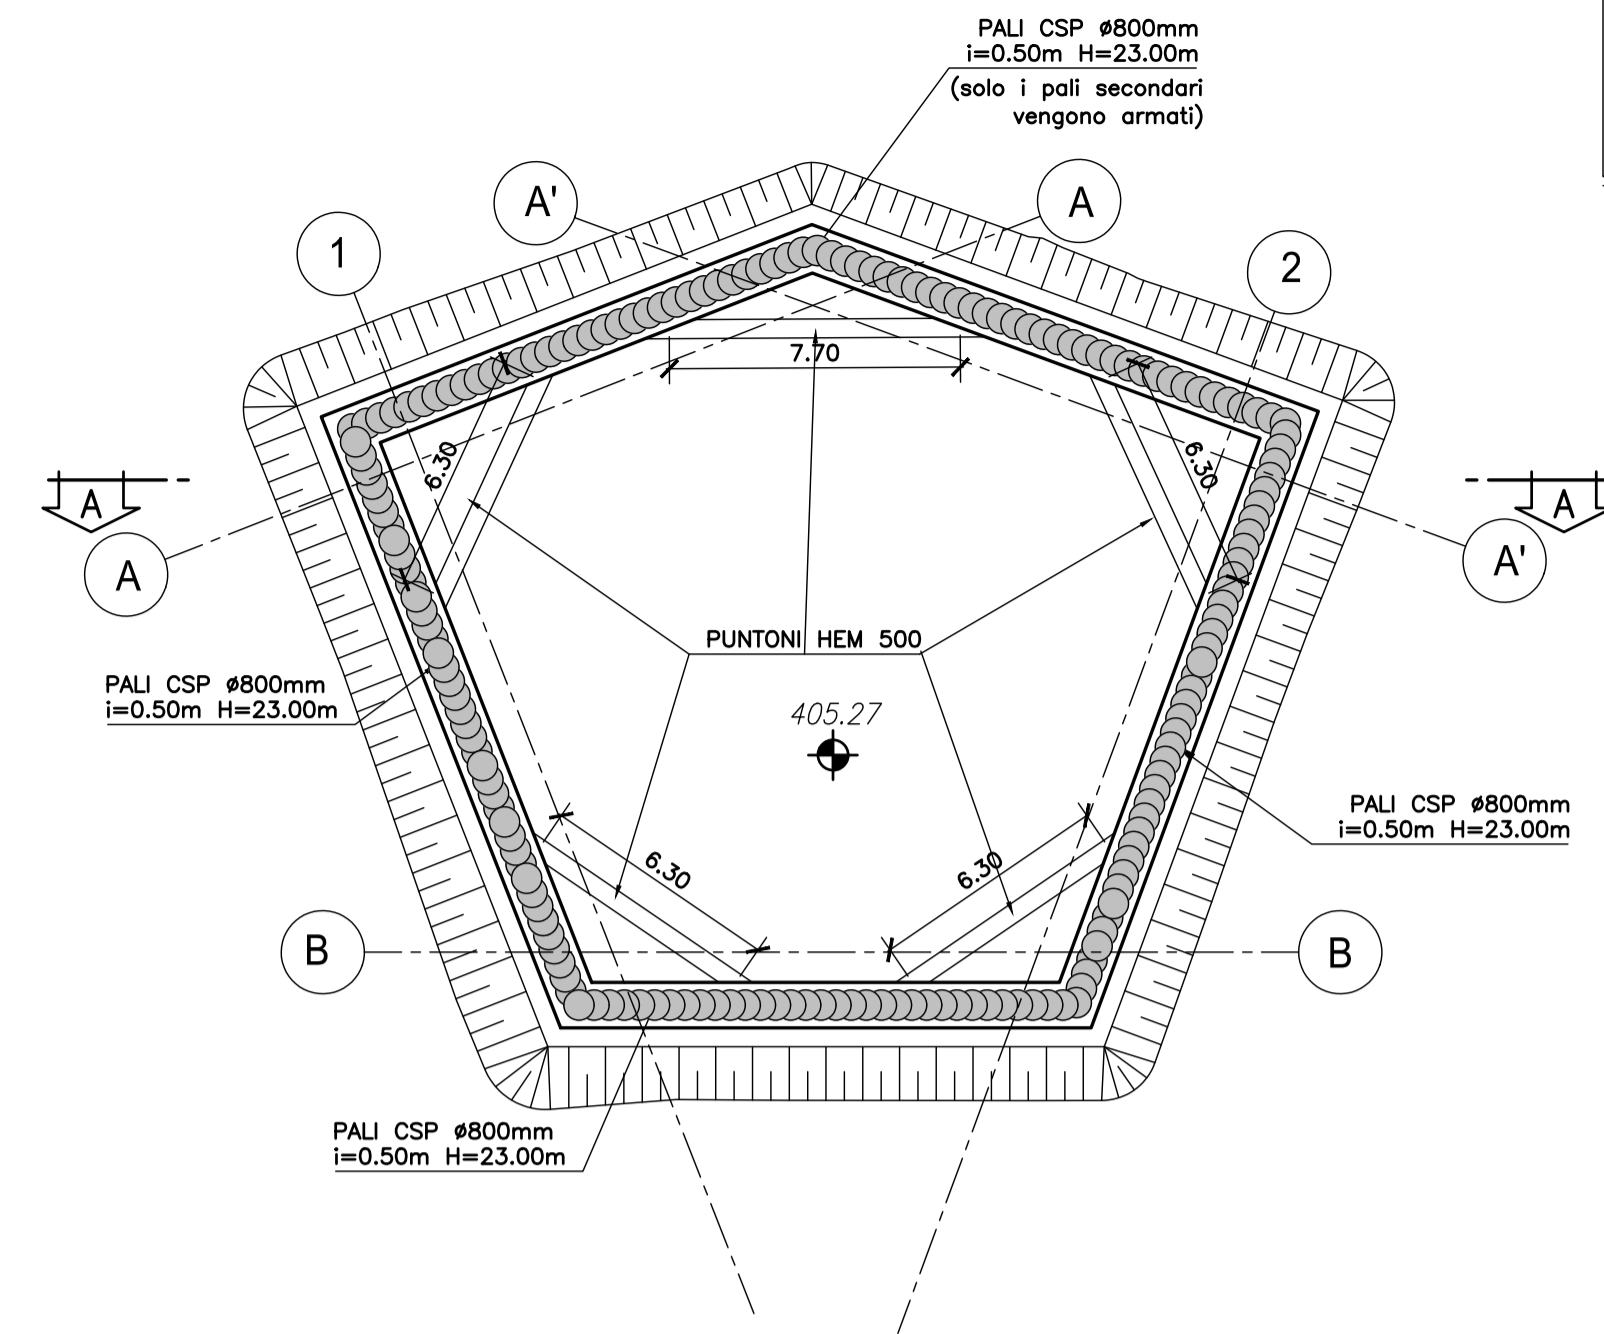 PALI CSP ø800mm
i=0.50m H=23.00m
(solo i pali secondari
vengono armati)
A'
A
1
2
7.70
6.30
6.30
A
A
A
A'
PUNTONI HEM 500
PALI CSP ø800mm
i=0.50m H=23.00m
405.27
PALI CSP ø800mm
i=0.50m H=23.00m
6.30
6.30
B
B
PALI CSP ø800mm
i=0.50m H=23.00m